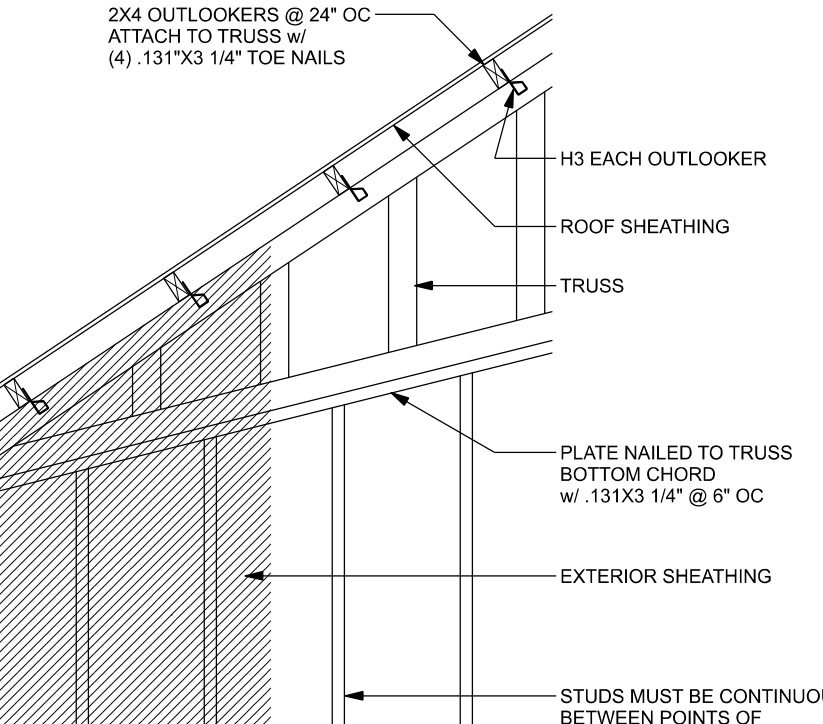 2X4 OUTLOOKERS @ 24" OC
ATTACH TO TRUSS w/
(4) .131"X3 1/4" TOE NAILS
H3 EACH OUTLOOKER
ROOF SHEATHING
TRUSS
PLATE NAILED TO TRUSS
BOTTOM CHORD
w/ .131X3 1/4" @ 6" OC
EXTERIOR SHEATHING
STUDS MUST BE CONTINUOU
BETWEEN POINTS OF